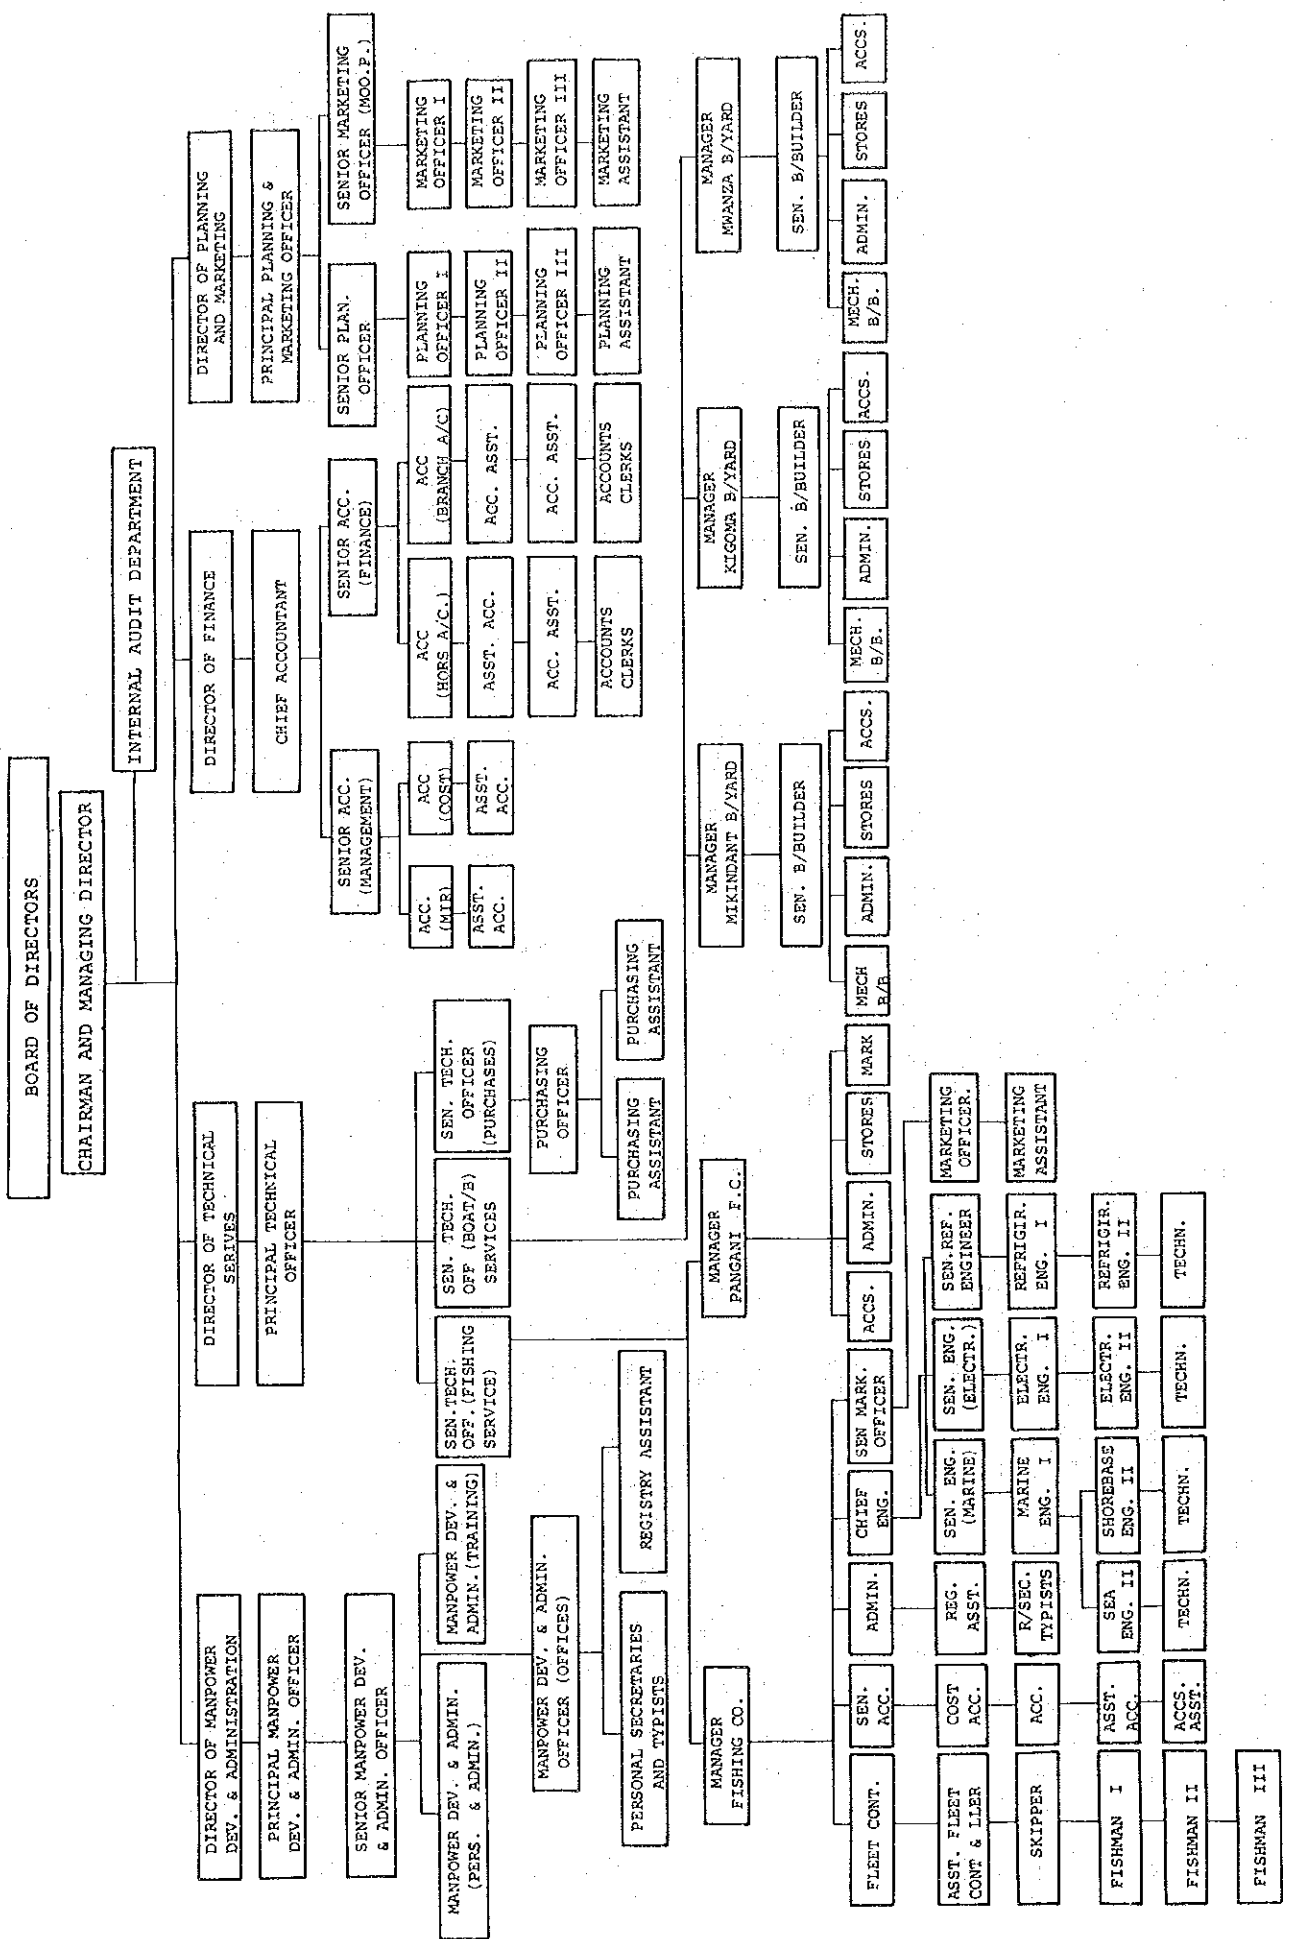 BOARD OF DIRECTORS
CHAIRMAN AND MANAGING DIRECTOR
INTERNAL AUDIT DEPARTMENT
DIRECTOR OF MANPOWER
DEV. & ADMINISTRATION
DIRECTOR OF TECHNICAL
SERIVES
DIRECTOR OF FINANCE
DIRECTOR OF PLANNING
AND MARKETING
PRINCIPAL MANPOWER
DEV. & ADMIN. OFFICER
PRINCIPAL TECHNICAL
OFFICER
CHIEF ACCOUNTANT
PRINCIPAL PLANNING &
MARKETING OFFICER
SENIOR MANPOWER DEV.
& ADMIN. OFFICER
SENIOR ACC.
(MANAGEMENT)
SENIOR ACC.
(FINANCE)
SENIOR PLAN.
OFFICER
SENIOR MARKETING
OFFICER (MOO.P.)
MANPOWER DEV. & ADMIN.
(PERS. & ADMIN.)
MANPOWER DEV. &
ADMIN. (TRAINING)
SEN.TECH.
OFF. (FISHING
SERVICE)
SEN. TECH.
OFF (BOAT/B)
SERVICES
SEN. TECH.
OFFICER
(PURCHASES)
ACC.
(MIR)
ACC
(COST)
ACC
(HORS A/C.)
ACC
(BRANCH A/C)
PLANNING
OFFICER I
MARKETING
OFFICER I
ASST.
ACC.
ASST.
ACC.
ASST. ACC.
ACC. ASST.
PLANNING
OFFICER II
MARKETING
OFFICER II
MANPOWER DEV. & ADMIN.
OFFICER (OFFICES)
PURCHASING
OFFICER
ACC. ASST.
ACC. ASST.
PLANNING
OFFICER III
MARKETING
OFFICER III
PERSONAL SECRETARIES
AND TYPISTS
REGISTRY ASSISTANT
PURCHASING
ASSISTANT
PURCHASING
ASSISTANT
ACCOUNTS
CLERKS
ACCOUNTS
CLERKS
PLANNING
ASSISTANT
MARKETING
ASSISTANT
MANAGER
FISHING CO.
MANAGER
PANGANI F.C.
MANAGER
MIKINDANT B/YARD
MANAGER
KIGOMA B/YARD
MANAGER
MWANZA B/YARD
SEN. B/BUILDER
SEN. B/BUILDER
SEN. B/BUILDER
FLEET CONT.
SEN.
ACC.
ADMIN.
CHIEF
ENG.
SEN MARK.
OFFICER
ACCS.
ADMIN.
STORES
MARK
MECH
B/B
ADMIN.
STORES
ACCS.
MECH.
B/B.
ADMIN.
STORES
ACCS.
MECH.
B/B.
ADMIN.
STORES
ACCS.
ASST. FLEET
CONT & LLER
COST
ACC.
REG.
ASST.
SEN. ENG.
(MARINE)
SEN. ENG.
(ELECTR.)
SEN.REF.
ENGINEER
MARKETING
OFFICER.
SKIPPER
ACC.
R/SEC.
TYPISTS
MARINE
ENG. I
ELECTR.
ENG. I
REFRIGIR.
ENG. I
MARKETING
ASSISTANT
FISHMAN I
ASST.
ACC.
SEA
ENG. II
SHOREBASE
ENG. II
ELECTR.
ENG. II
REFRIGIR.
ENG. II
FISHMAN II
ACCS.
ASST.
TECHN.
TECHN.
TECHN.
TECHN.
FISHMAN III